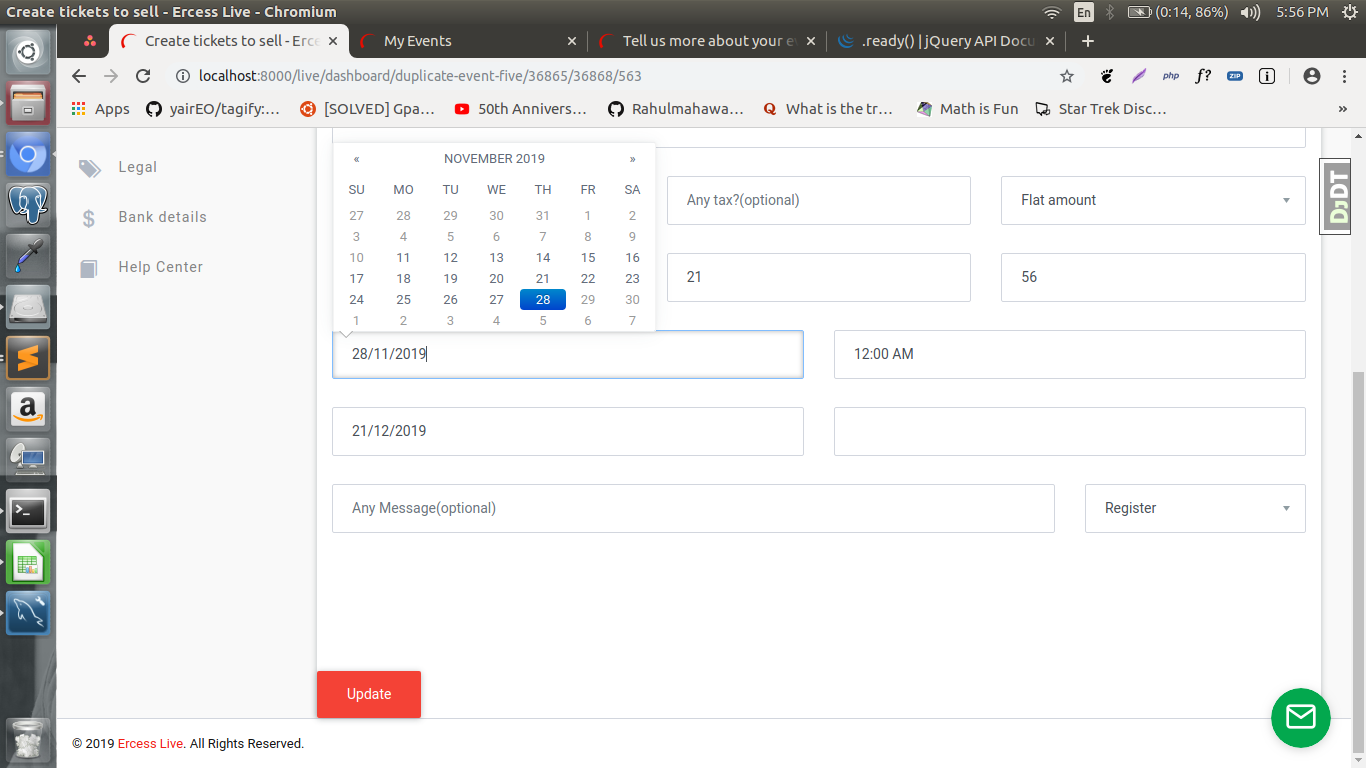 Create tickets to sell - Ercess Live - Chromium
En
(0:14, 86%)
5:56 PM
Create tickets to sell - Erce
My Events
Tell us more about your e
.ready() | jQuery API Docu
localhost:8000/live/dashboard/duplicate-event-five/36865/36868/563
php
f?
ZIP
Apps
yairEO/tagify:...
[SOLVED] Gpa...
50th Annivers...
Rahulmahawa...
What is the tr...
Math is Fun
Star Trek Disc...
»
Legal
Bank details
Help Center
« NOVEMBER 2019 »
SU MO TU WE TH FR SA
27 28 29 30 31 1 2
3 4 5 6 7 8 9
10 11 12 13 14 15 16
17 18 19 20 21 22 23
24 25 26 27 28 29 30
1 2 3 4 5 6 7
Any tax?(optional)
Flat amount
DJDT
21
56
28/11/2019
12:00 AM
21/12/2019
Any Message(optional)
Register
Update
© 2019 Ercess Live. All Rights Reserved.